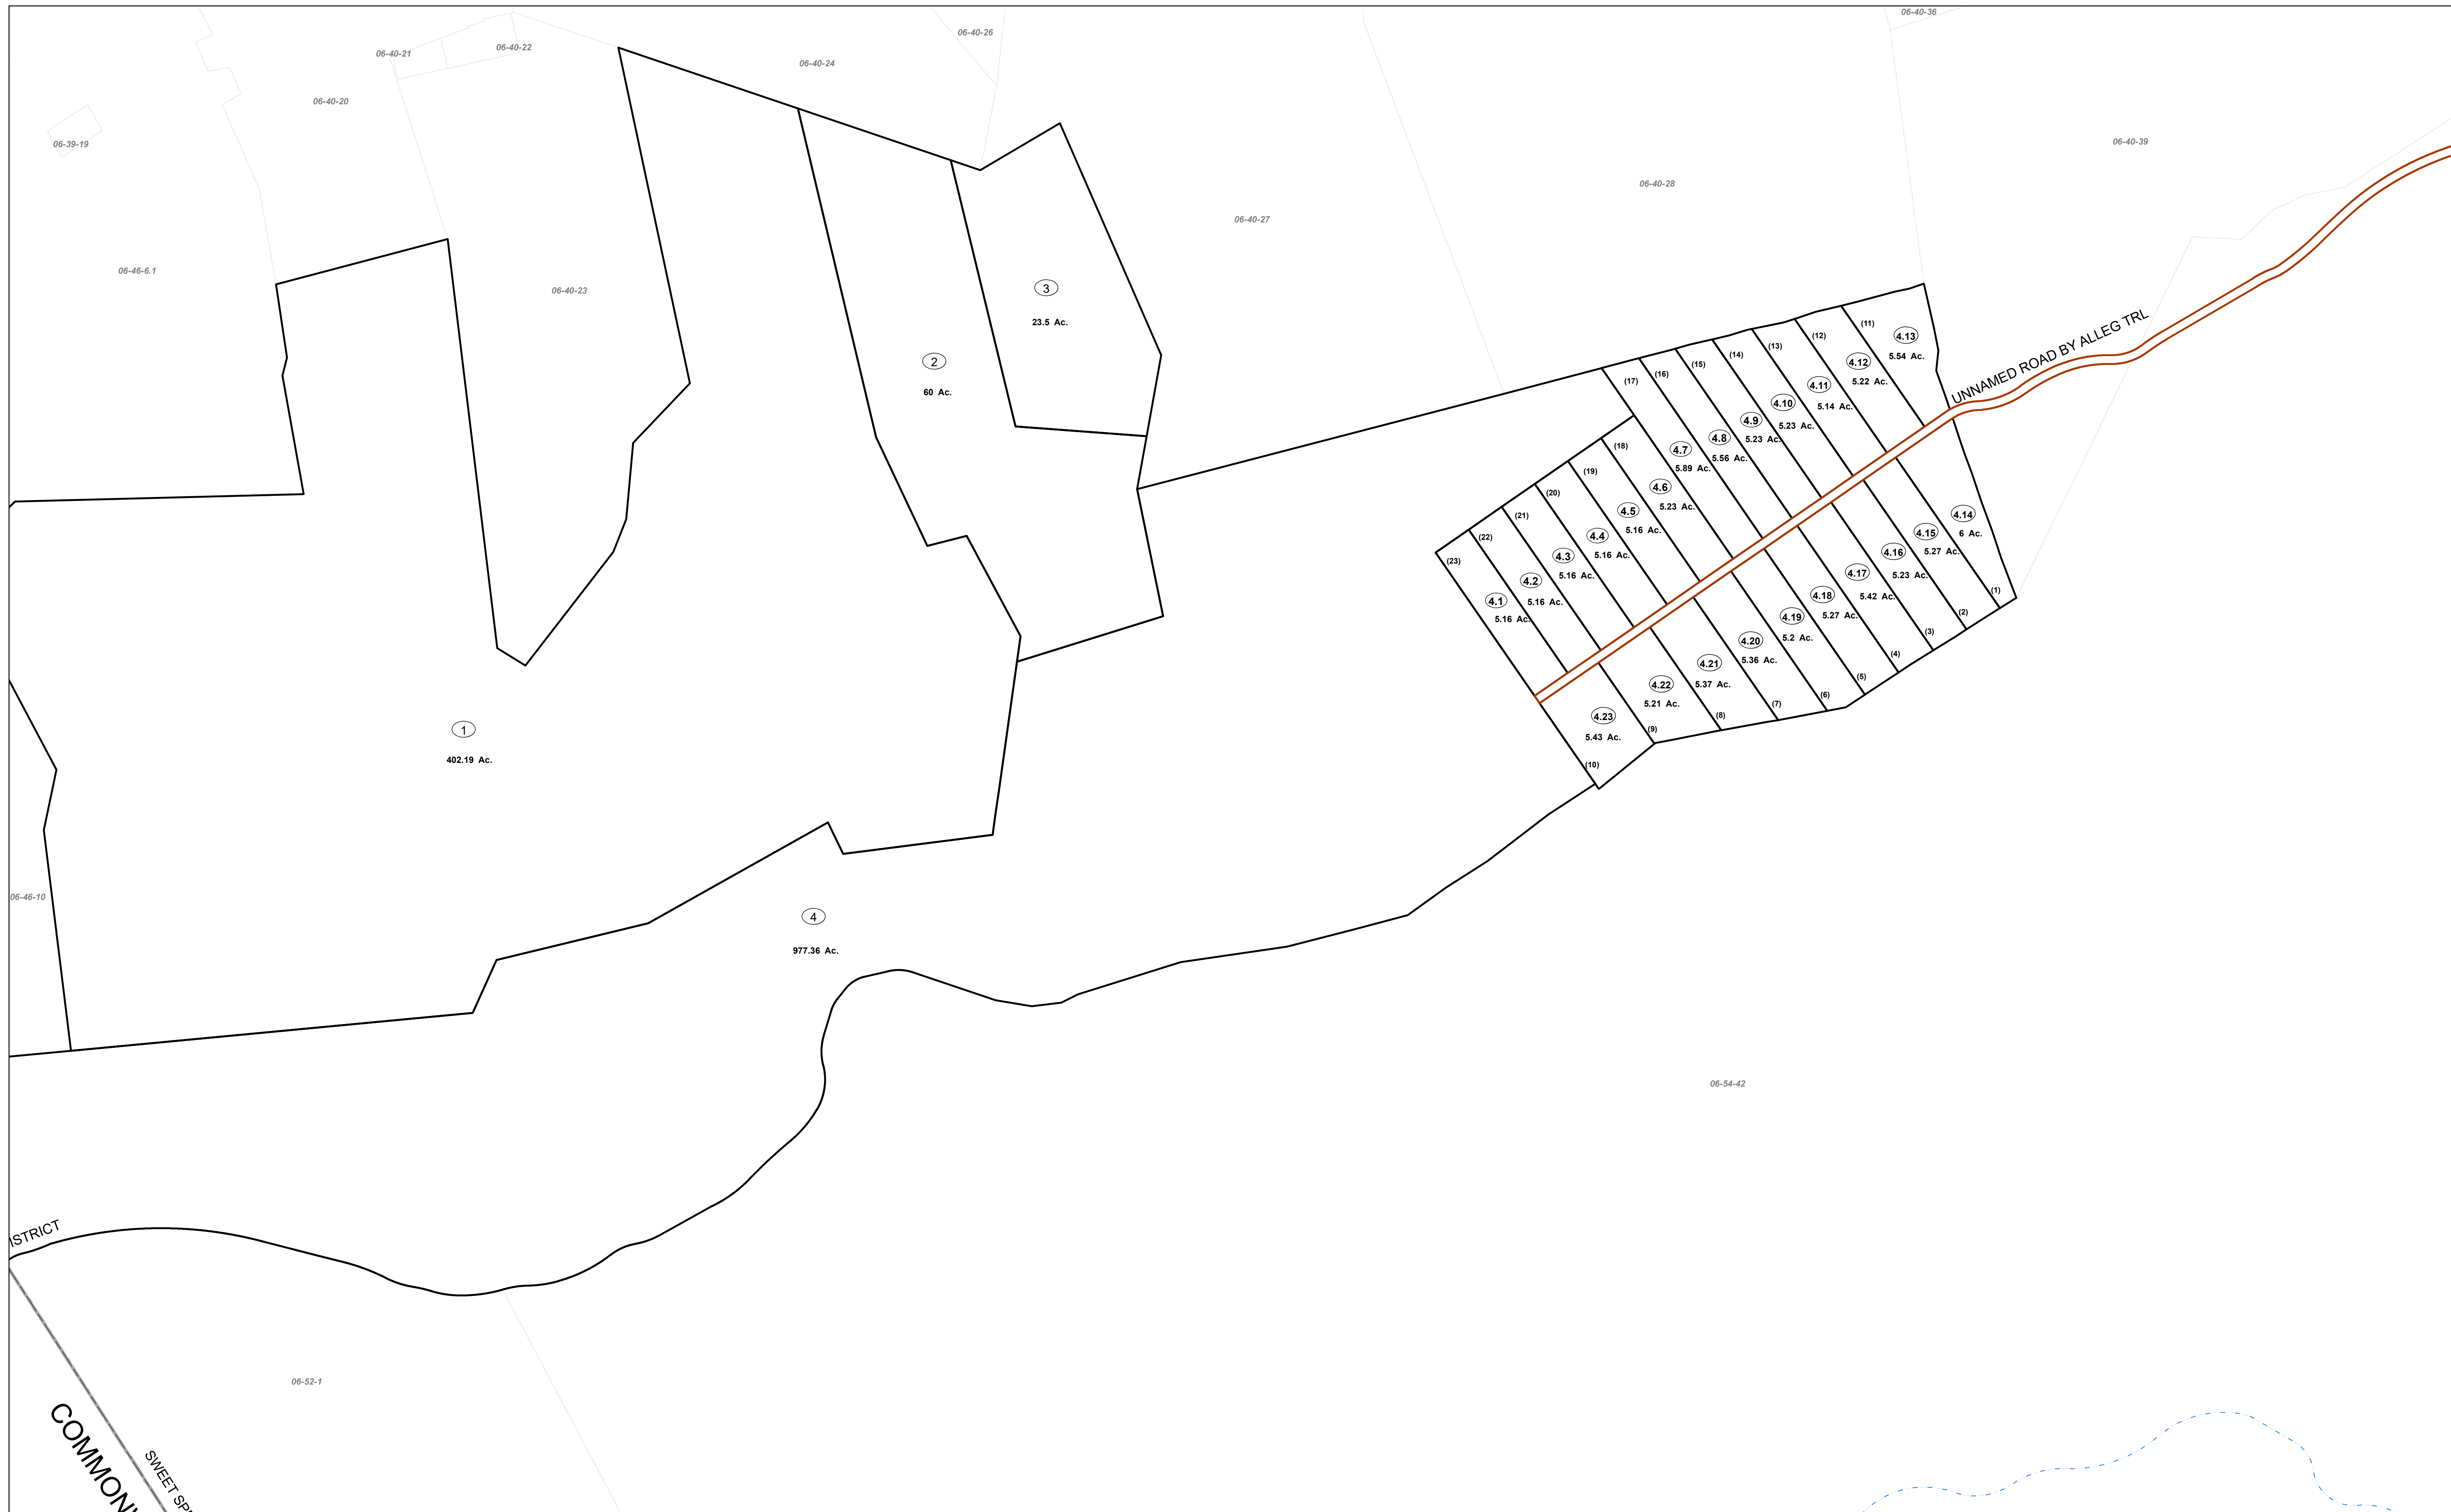 06-40-36
06-40-26
06-40-22
06-40-21
06-40-24
06-40-20
06-39-19
06-40-39
06-40-28
06-40-27
06-46-6.1
06-40-23
3
23.5 Ac.
2
60 Ac.
UNNAMED ROAD BY ALLEG TRL
(11)
4.13
5.54 Ac.
(12)
4.12
5.22 Ac.
(13)
4.11
5.14 Ac.
(14)
4.10
5.23 Ac.
(15)
4.9
5.23 Ac.
(16)
4.8
5.56 Ac.
(17)
4.7
5.89 Ac.
(18)
4.6
5.23 Ac.
(19)
4.5
5.16 Ac.
(20)
4.4
5.16 Ac.
(21)
4.3
5.16 Ac.
(22)
4.2
5.16 Ac.
(23)
4.1
5.16 Ac.
4.14
6 Ac.
(1)
4.15
5.27 Ac.
(2)
4.16
5.23 Ac.
(3)
4.17
5.42 Ac.
(4)
4.18
5.27 Ac.
(5)
4.19
5.2 Ac.
(6)
4.20
5.36 Ac.
(7)
4.21
5.37 Ac.
(8)
4.22
5.21 Ac.
(9)
4.23
5.43 Ac.
(10)
1
402.19 Ac.
06-46-10
4
977.36 Ac.
06-54-42
ISTRICT
06-52-1
COMMON
SWEET SP